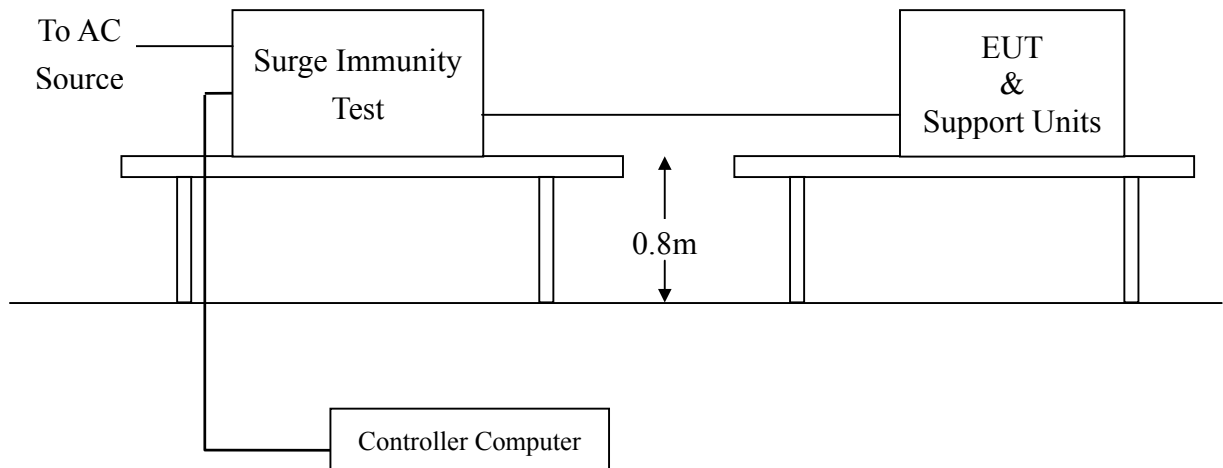 To AC
Source
Surge Immunity
Test
EUT
&
Support Units
0.8m
Controller Computer